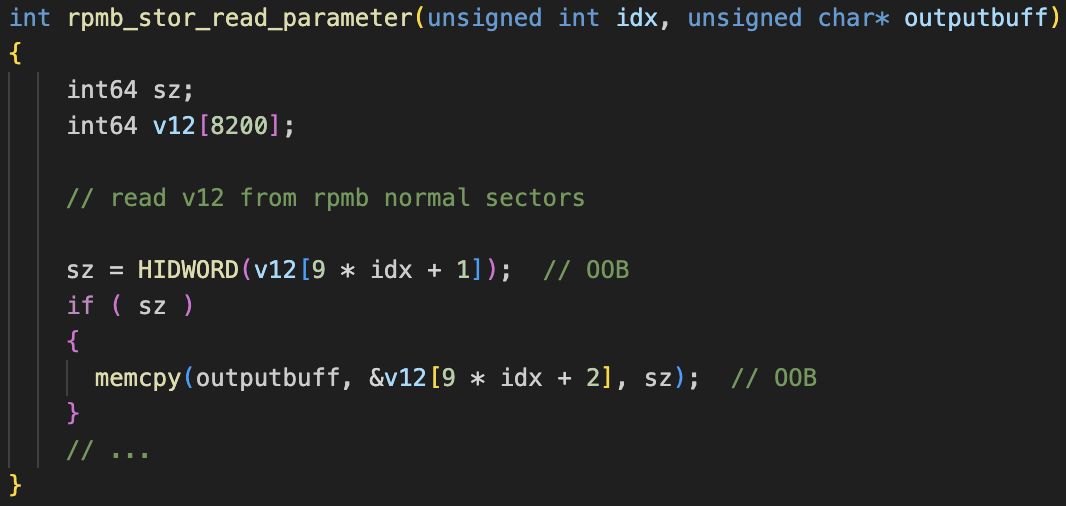 int rpmb_stor_read_parameter(unsigned int idx, unsigned char* outputbuff)
{
    int64 sz;
    int64 v12[8200];

    // read v12 from rpmb normal sectors

    sz = HIDWORD(v12[9 * idx + 1]);  // OOB
    if ( sz )
    {
      memcpy(outputbuff, &v12[9 * idx + 2], sz);  // OOB
    }
    // ...
}